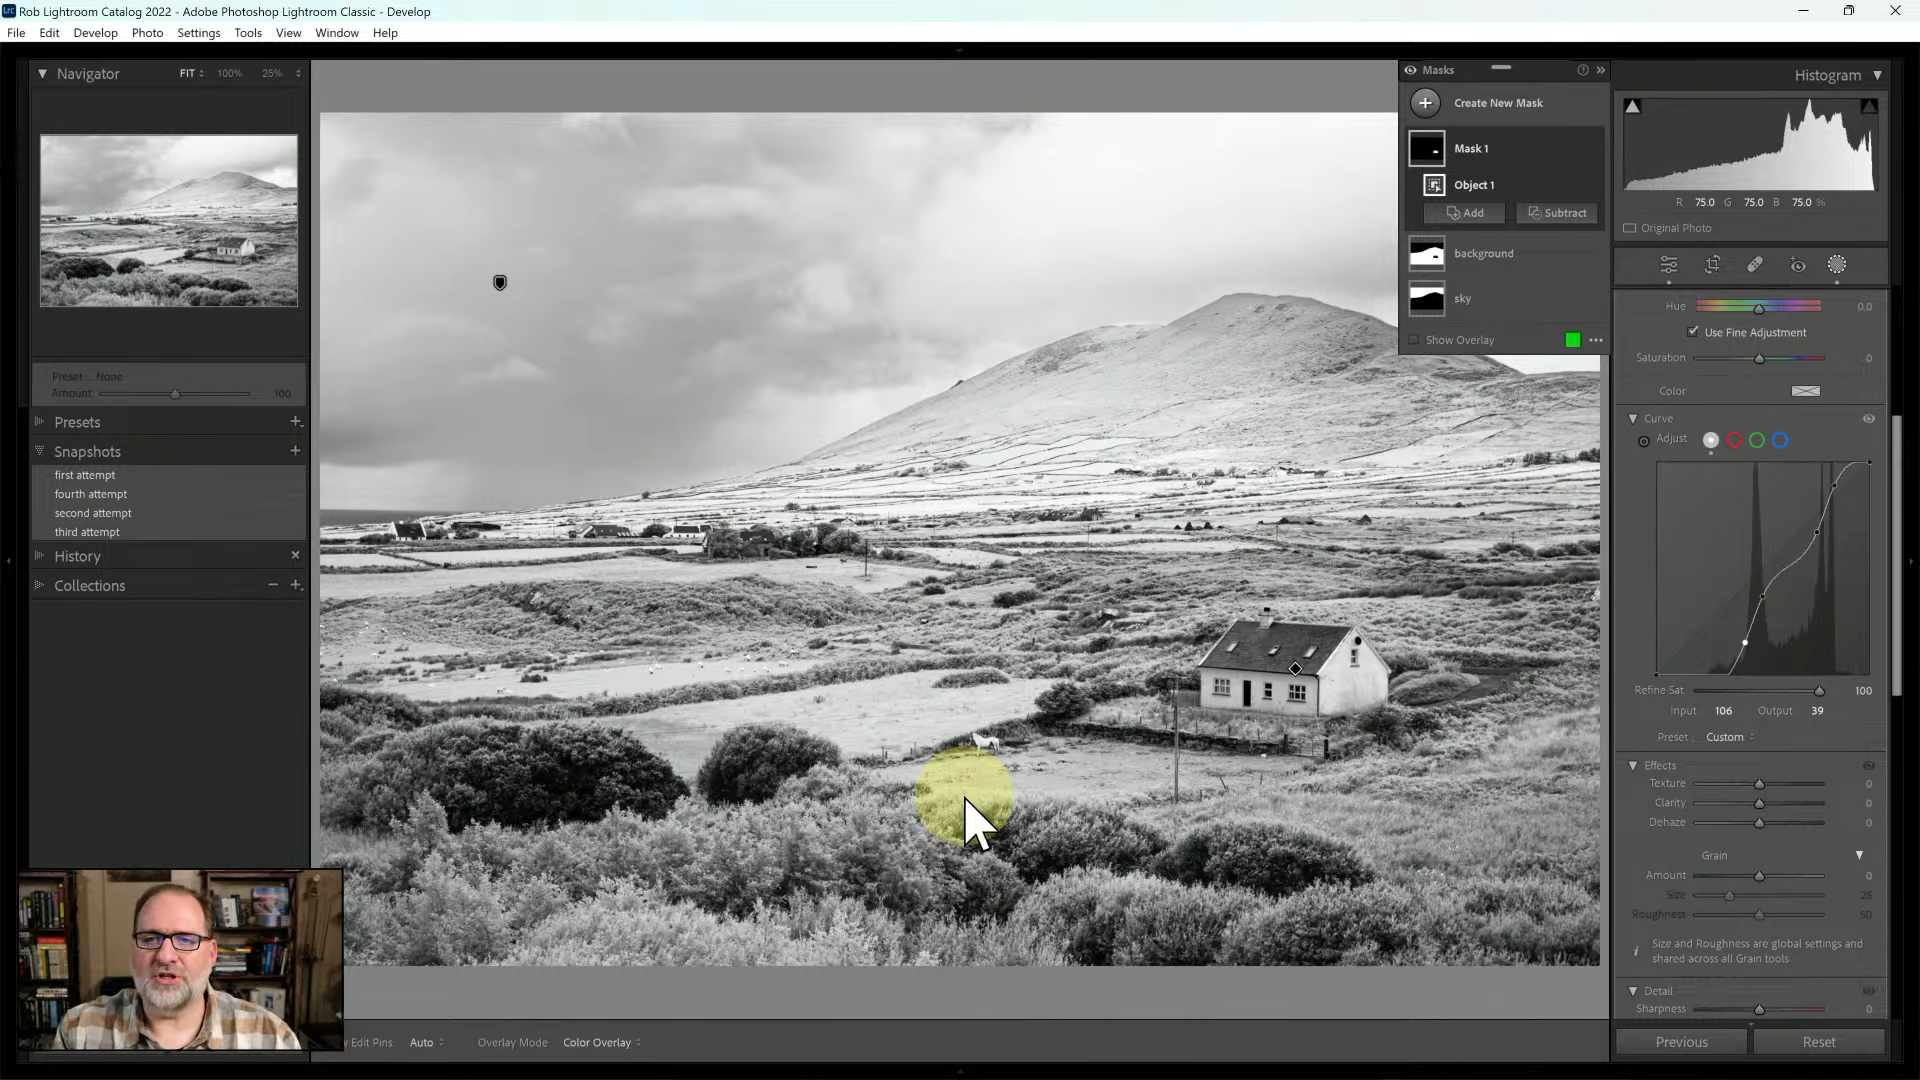 Lrc Rob Lightroom Catalog 2022 - Adobe Photoshop Lightroom Classic - Develop
File Edit Develop Photo Settings Tools View Window Help
Navigator FIT 100% 25%
Preset : None
Amount 100
Presets
Snapshots
first attempt
fourth attempt
second attempt
third attempt
History
Collections
Edit Pins: Auto Overlay Mode: Color Overlay
Masks
Create New Mask
Mask 1
Object 1
Add Subtract
background
sky
Show Overlay
Histogram
R 75.0 G 75.0 B 75.0 %
Original Photo
Hue 0.0
Use Fine Adjustment
Saturation 0
Color
Curve
Adjust
Refine Sat. 100
Input : 106 Output : 39
Preset : Custom
Effects
Texture 0
Clarity 0
Dehaze 0
Grain
Amount 0
Size 25
Roughness 50
i Size and Roughness are global settings and
shared across all Grain tools
Detail
Sharpness 0
Previous Reset